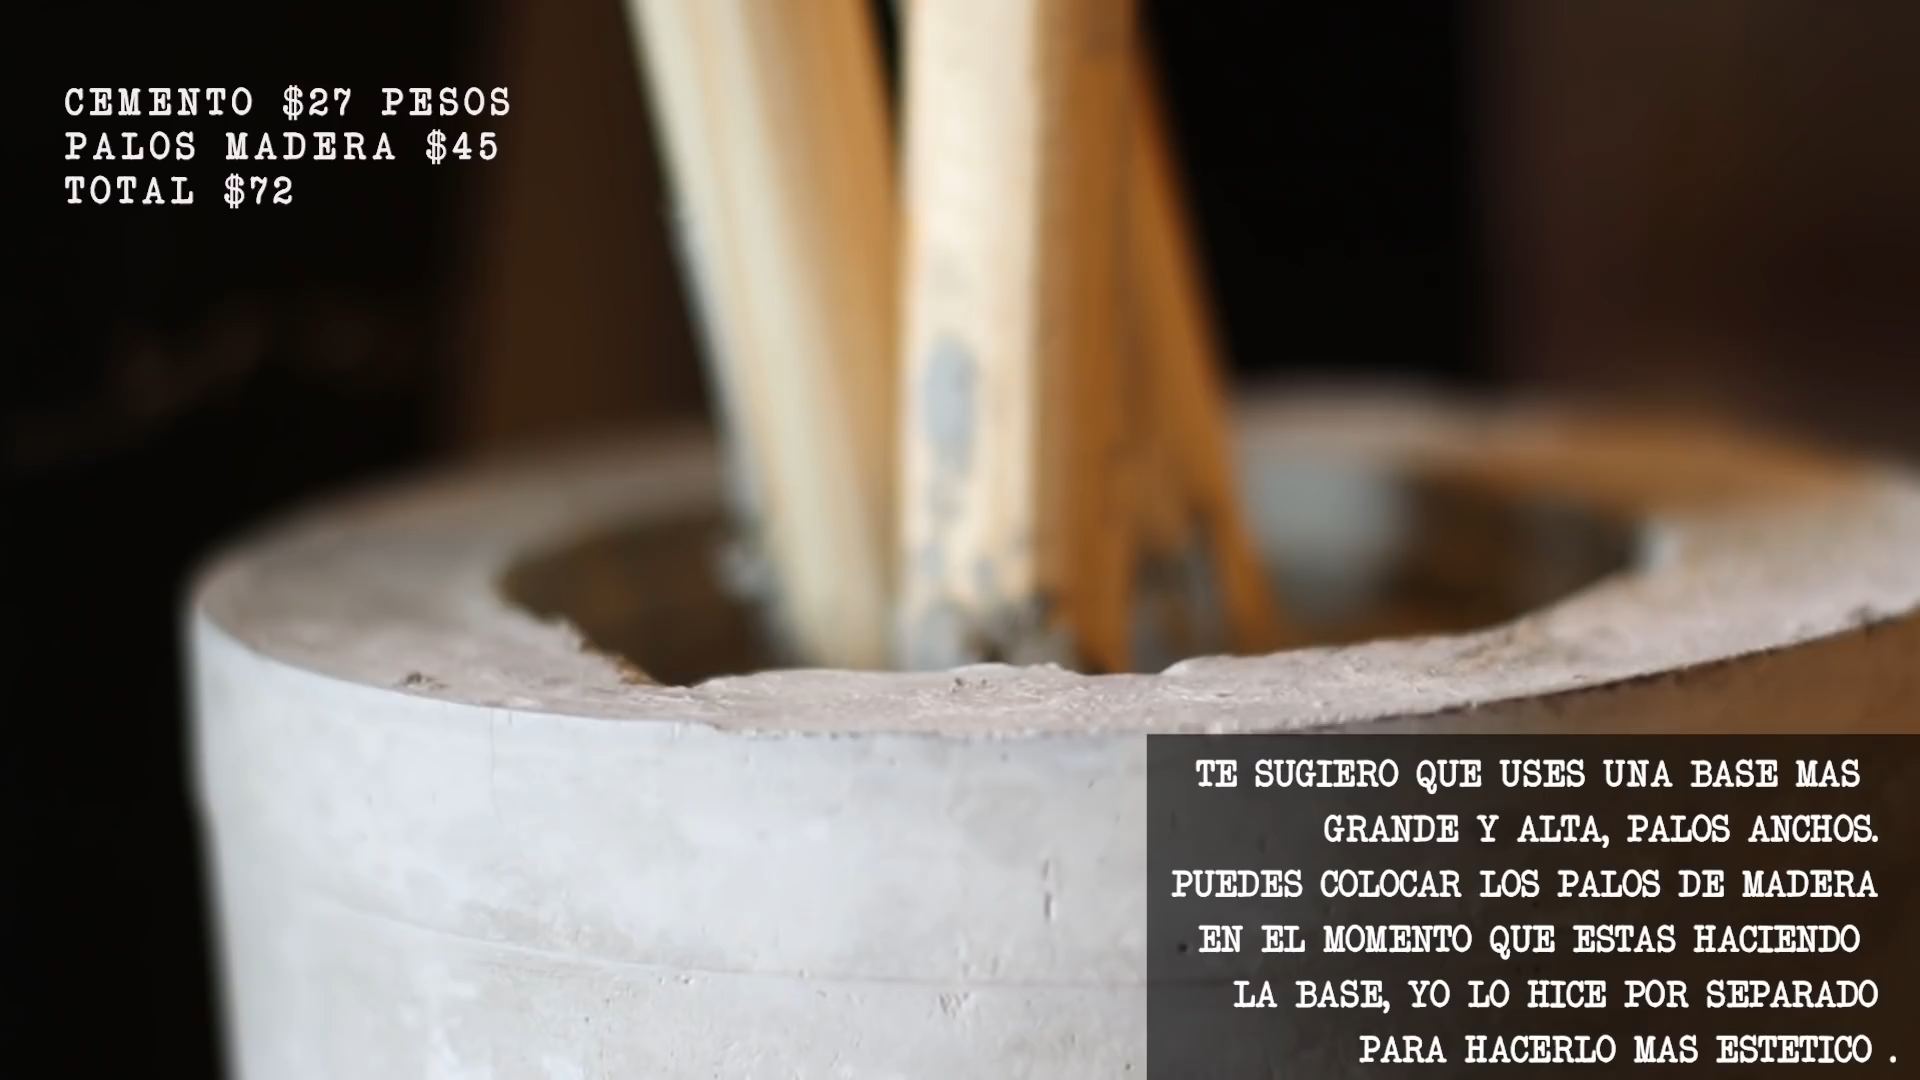 CEMENTO $27 PESOS
PALOS MADERA $45
TOTAL $72
TE SUGIERO QUE USES UNA BASE MAS
GRANDE Y ALTA, PALOS ANCHOS.
PUEDES COLOCAR LOS PALOS DE MADERA
EN EL MOMENTO QUE ESTAS HACIENDO
LA BASE, YO LO HICE POR SEPARADO
PARA HACERLO MAS ESTETICO .